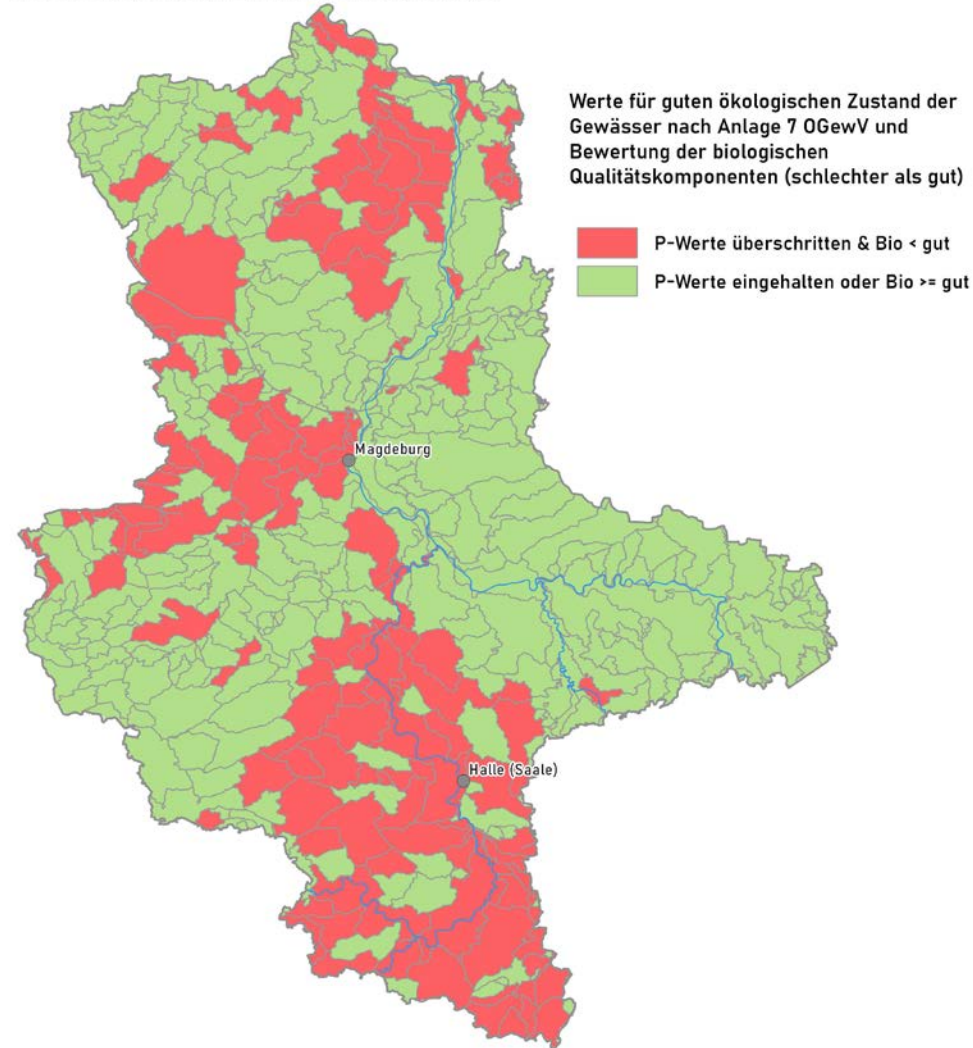 Werte für guten ökologischen Zustand der
Gewässer nach Anlage 7 OGewV und
Bewertung der biologischen
Qualitätskomponenten (schlechter als gut)
P-Werte überschritten & Bio < gut
P-Werte eingehalten oder Bio >= gut
Magdeburg
Halle (Saale)